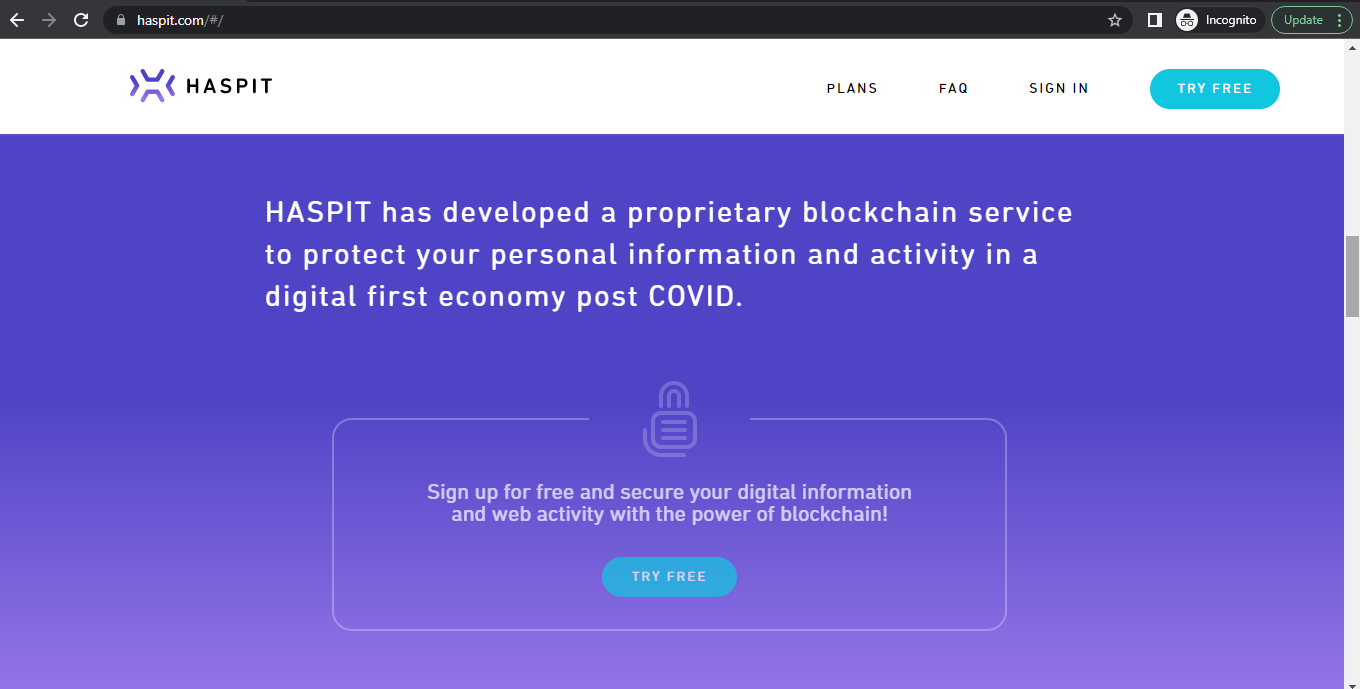 haspit.com/#/
Incognito
Update
HASPIT
PLANS
FAQ
SIGN IN
TRY FREE
HASPIT has developed a proprietary blockchain service
to protect your personal information and activity in a
digital first economy post COVID.
Sign up for free and secure your digital information
and web activity with the power of blockchain!
TRY FREE